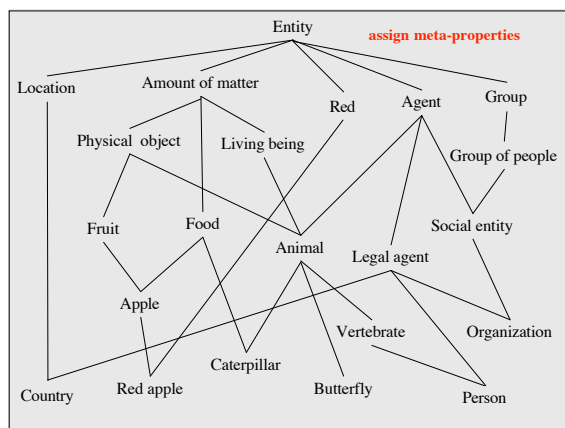 Entity
assign meta-properties
Location
Amount of matter
Red
Agent
Group
Physical object
Living being
Group of people
Fruit
Food
Animal
Legal agent
Social entity
Apple
Vertebrate
Organization
Caterpillar
Country
Red apple
Butterfly
Person